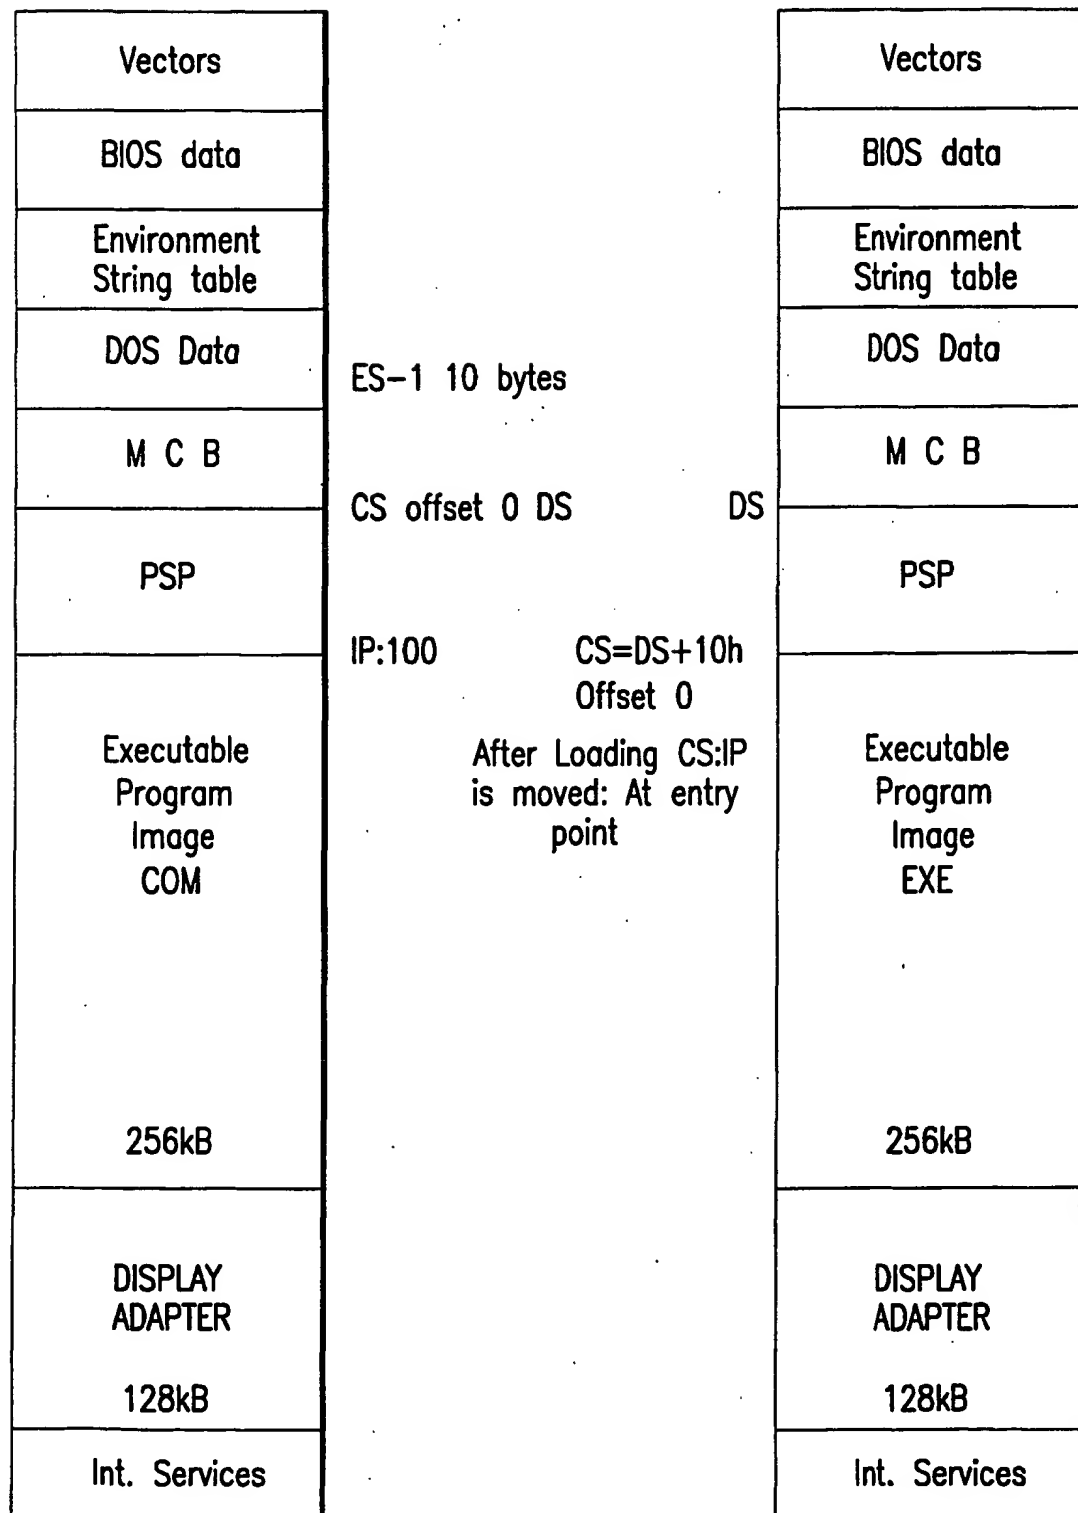 Vectors
BIOS data
Environment
String table
DOS Data
M C B
PSP
Executable
Program
Image
COM
256kB
DISPLAY
ADAPTER
128kB
Int. Services
ES-1 10 bytes
CS offset 0 DS
IP:100
DS
CS=DS+10h
Offset 0
After Loading CS:IP
is moved: At entry
point
Vectors
BIOS data
Environment
String table
DOS Data
M C B
PSP
Executable
Program
Image
EXE
256kB
DISPLAY
ADAPTER
128kB
Int. Services